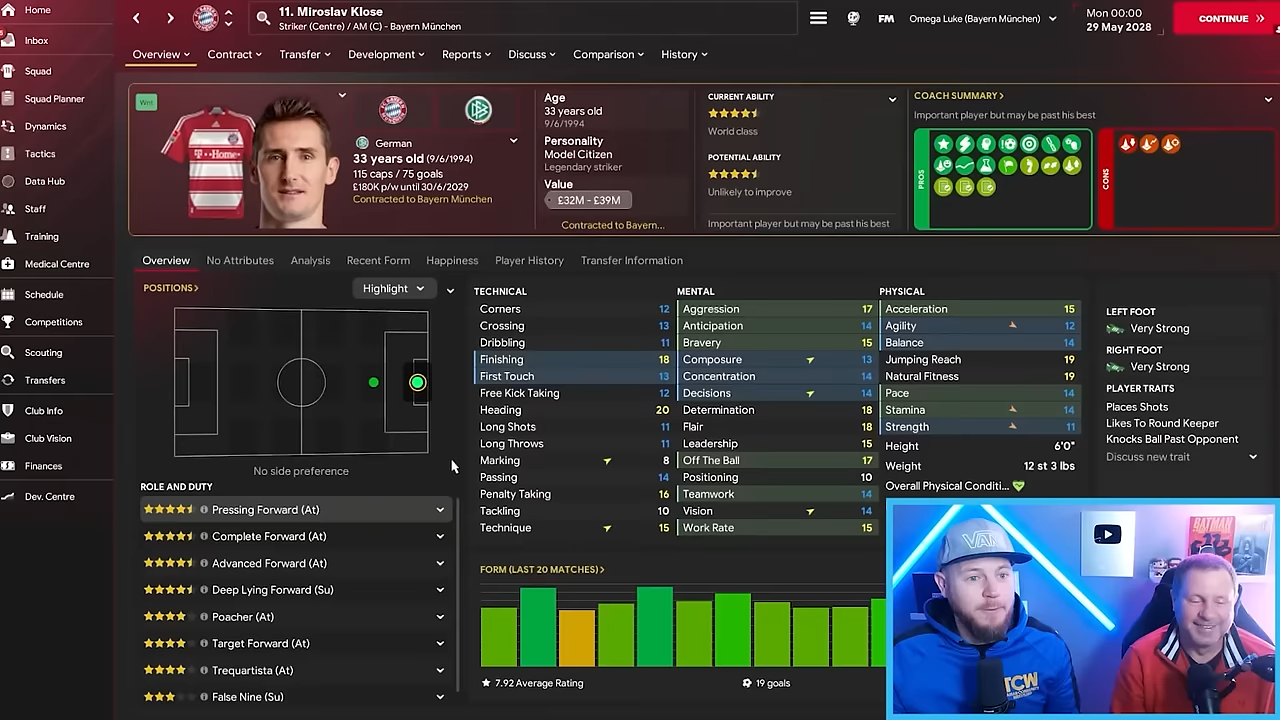 Home
Inbox
Squad
Squad Planner
Dynamics
Tactics
Data Hub
Staff
Training
Medical Centre
Schedule
Competitions
Scouting
Transfers
Club Info
Club Vision
Finances
Dev. Centre
11. Miroslav Klose
Striker (Centre) / AM (C) - Bayern München
FM
Omega Luke (Bayern München)
Mon 00:00
29 May 2028
CONTINUE
Overview
Contract
Transfer
Development
Reports
Discuss
Comparison
History
Wnt
T··Home·
German
33 years old (9/6/1994)
115 caps / 75 goals
£180K p/w until 30/6/2029
Contracted to Bayern München
Age
33 years old
9/6/1994
Personality
Model Citizen
Legendary striker
Value
£32M - £39M
Contracted to Bayern...
CURRENT ABILITY
World class
POTENTIAL ABILITY
Unlikely to improve
Important player but may be past his best
COACH SUMMARY >
Important player but may be past his best
PROS
CONS
Overview
No Attributes
Analysis
Recent Form
Happiness
Player History
Transfer Information
POSITIONS >
Highlight
No side preference
ROLE AND DUTY
Pressing Forward (At)
Complete Forward (At)
Advanced Forward (At)
Deep Lying Forward (Su)
Poacher (At)
Target Forward (At)
Trequartista (At)
False Nine (Su)
TECHNICAL
Corners 12
Crossing 13
Dribbling 11
Finishing 18
First Touch 13
Free Kick Taking 12
Heading 20
Long Shots 11
Long Throws 11
Marking 8
Passing 14
Penalty Taking 16
Tackling 10
Technique 15
MENTAL
Aggression 17
Anticipation 14
Bravery 15
Composure 13
Concentration 14
Decisions 14
Determination 18
Flair 18
Leadership 15
Off The Ball 17
Positioning 10
Teamwork 14
Vision 14
Work Rate 15
PHYSICAL
Acceleration 15
Agility 12
Balance 14
Jumping Reach 19
Natural Fitness 19
Pace 14
Stamina 14
Strength 11
Height 6'0"
Weight 12 st 3 lbs
Overall Physical Conditi...
LEFT FOOT
Very Strong
RIGHT FOOT
Very Strong
PLAYER TRAITS
Places Shots
Likes To Round Keeper
Knocks Ball Past Opponent
Discuss new trait
FORM (LAST 20 MATCHES) >
7.92 Average Rating
19 goals
VAN
TCW
BATMAN